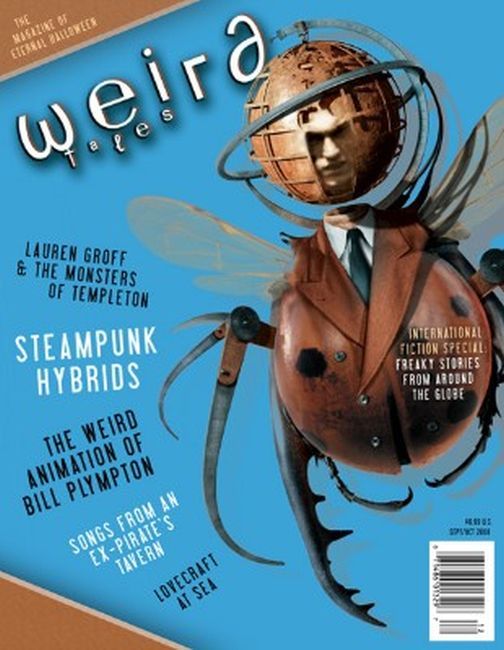 THE
MAGAZINE OF
ETERNAL HALLOWEEN
weird
tales
LAUREN GROFF
& THE MONSTERS
OF TEMPLETON
STEAMPUNK
HYBRIDS
INTERNATIONAL
FICTION SPECIAL:
FREAKY STORIES
FROM AROUND
THE GLOBE
THE WEIRD
ANIMATION OF
BILL PLYMPTON
SONGS FROM AN
EX-PIRATE'S
TAVERN
LOVECRAFT
AT SEA
SEPT/OCT 2008